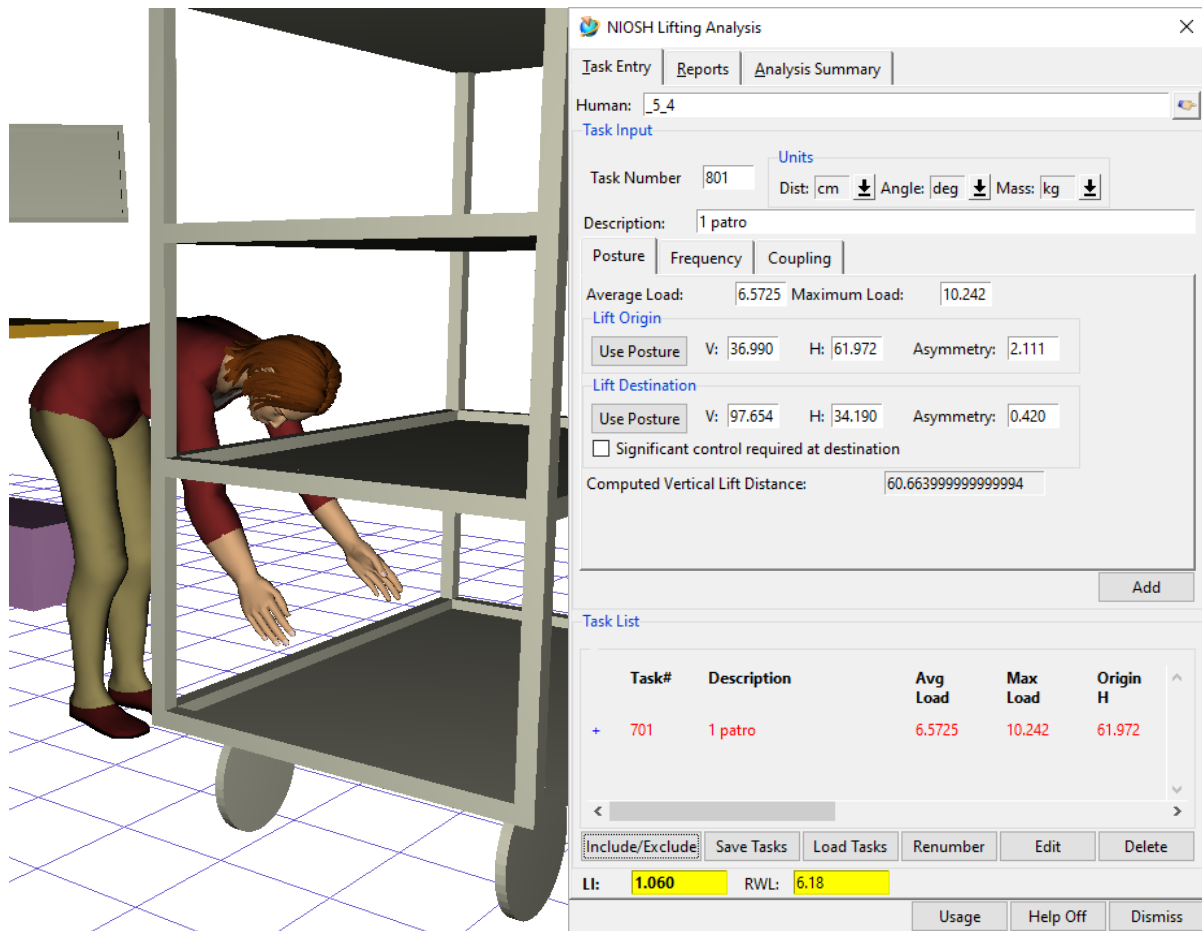 NIOSH Lifting Analysis
Task Entry Reports Analysis Summary
Human: _5_4
Task Input
Task Number 801
Units
Dist: cm Angle: deg Mass: kg
Description: 1 patro
Posture Frequency Coupling
Average Load: 6.5725 Maximum Load: 10.242
Lift Origin
Use Posture V: 36.990 H: 61.972 Asymmetry: 2.111
Lift Destination
Use Posture V: 97.654 H: 34.190 Asymmetry: 0.420
Significant control required at destination
Computed Vertical Lift Distance: 60.663999999999994
Add
Task List
Task# Description Avg Load Max Load Origin H
+ 701 1 patro 6.5725 10.242 61.972
Include/Exclude Save Tasks Load Tasks Renumber Edit Delete
LI: 1.060 RWL: 6.18
Usage Help Off Dismiss